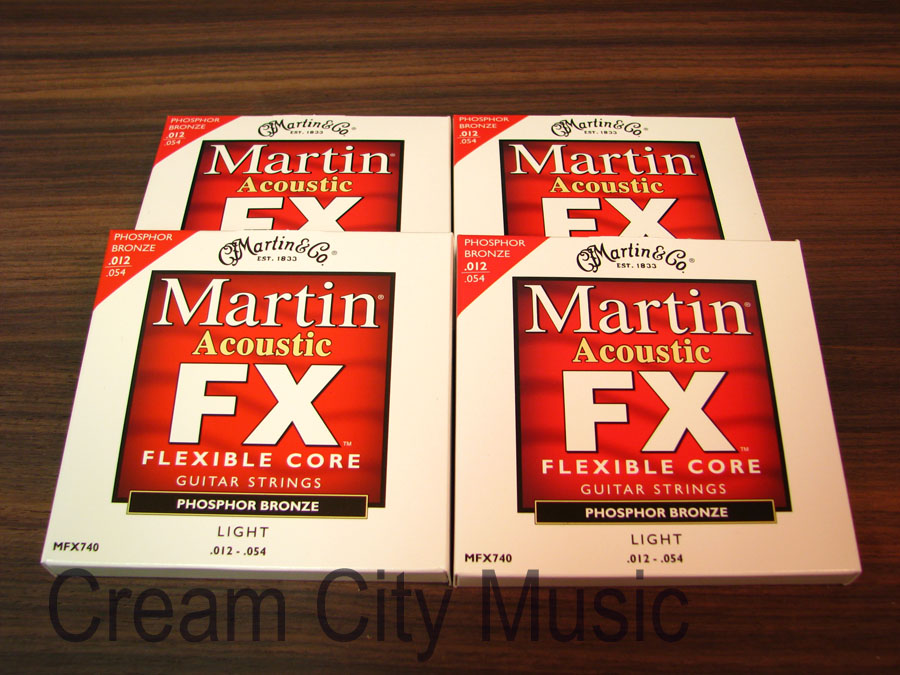 PHOSPHOR
BRONZE
.012
.054
Martin & Co.®
EST. 1833
Martin®
Acoustic
FX
PHOSPHOR
BRONZE
.012
.054
Martin & Co.®
EST. 1833
Martin®
Acoustic
FX
PHOSPHOR
BRONZE
.012
.054
Martin & Co.®
EST. 1833
Martin®
Acoustic
FX™
FLEXIBLE CORE
GUITAR STRINGS
PHOSPHOR BRONZE
LIGHT
.012 - .054
MFX740
PHOSPHOR
BRONZE
.012
.054
Martin & Co.®
EST. 1833
Martin®
Acoustic
FX™
FLEXIBLE CORE
GUITAR STRINGS
PHOSPHOR BRONZE
LIGHT
.012 - .054
MFX740
Cream City Music